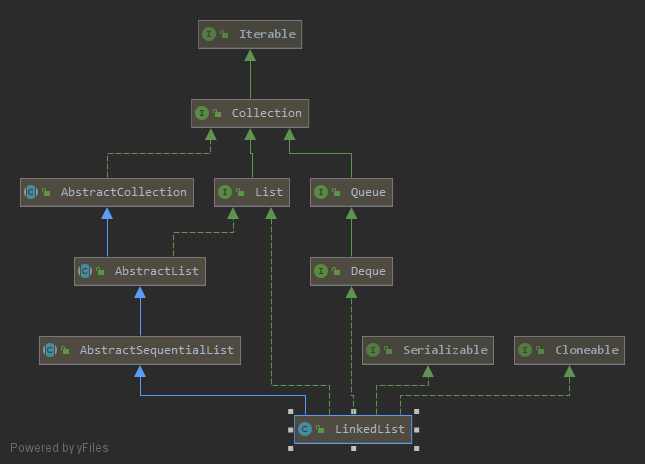 Iterable
Collection
AbstractCollection
List
Queue
AbstractList
Deque
AbstractSequentialList
Serializable
Cloneable
LinkedList
Powered by yFiles